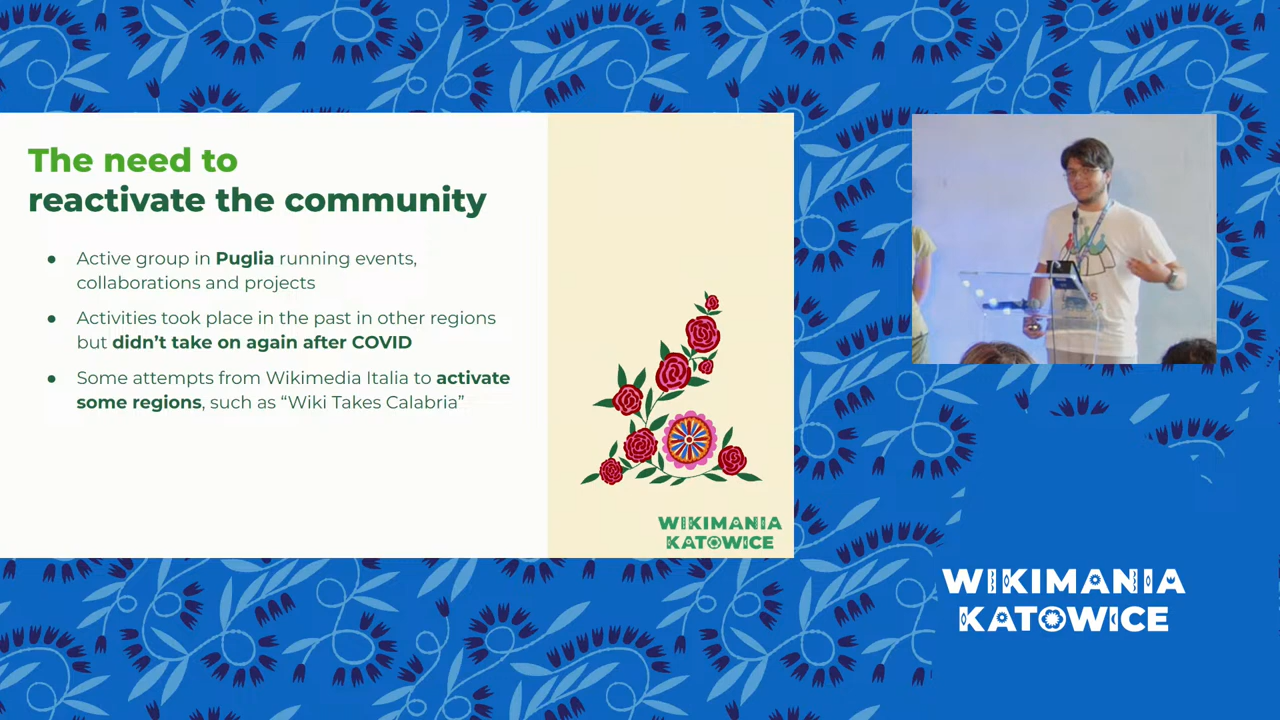 The need to
reactivate the community
● Active group in Puglia running events,
collaborations and projects
● Activities took place in the past in other regions
but didn’t take on again after COVID
● Some attempts from Wikimedia Italia to activate
some regions, such as “Wiki Takes Calabria”
WIKIMANIA
KATOWICE
WIKIMANIA
KATOWICE